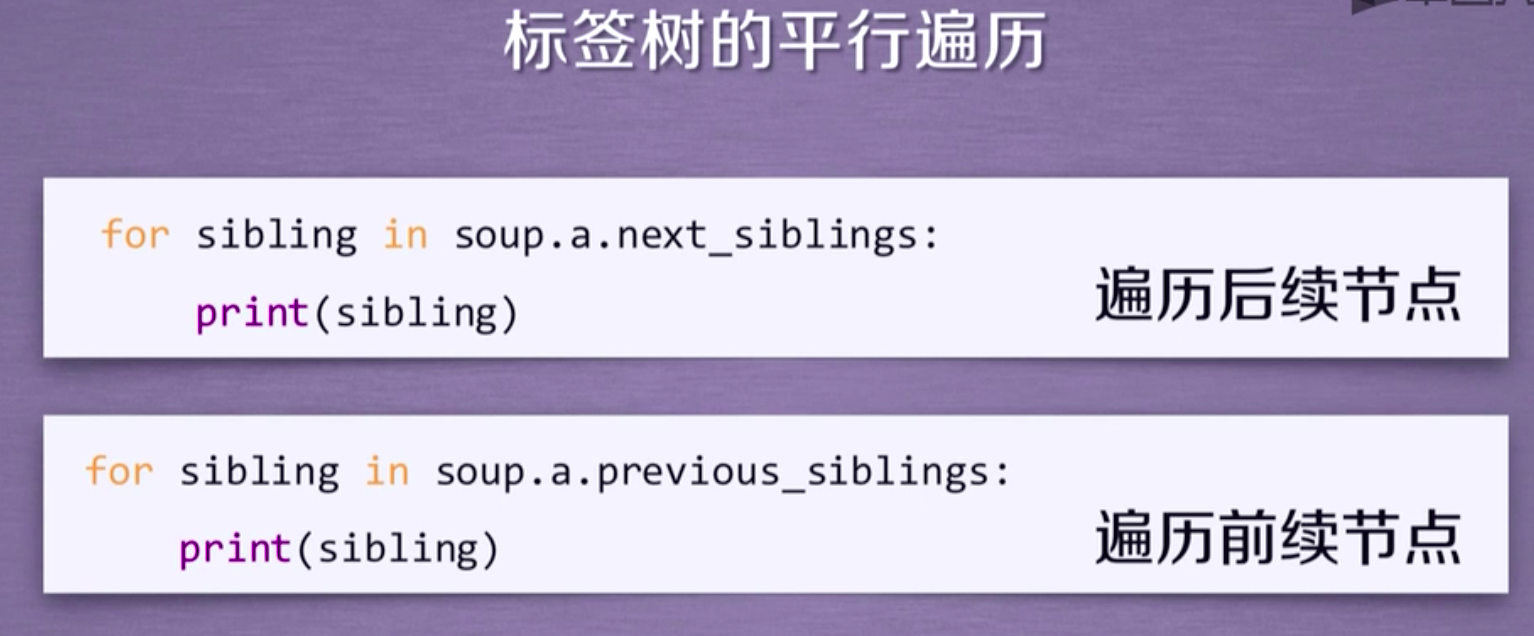 标签树的平行遍历
for sibling in soup.a.next_siblings:
print(sibling)
遍历后续节点
for sibling in soup.a.previous_siblings:
print(sibling)
遍历前续节点